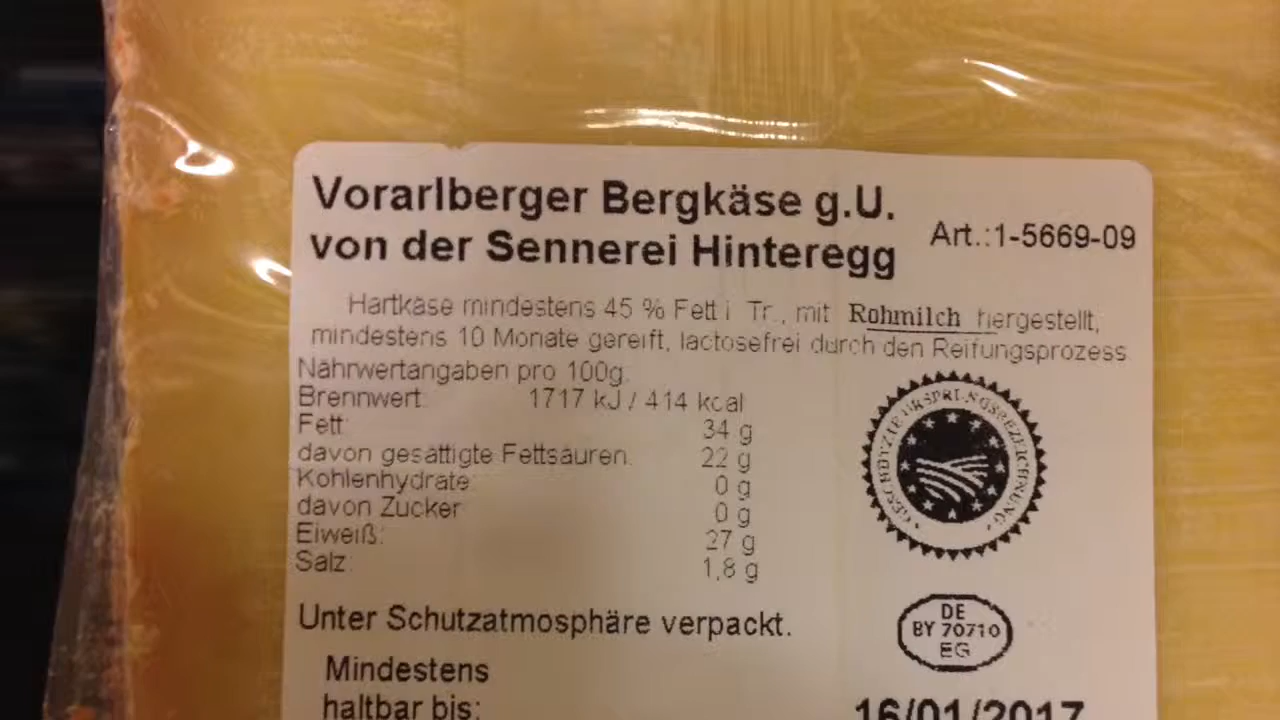 Vorarlberger Bergkäse g.U.
von der Sennerei Hinteregg
Art.:1-5669-09
Hartkäse mindestens 45 % Fett i Tr., mit Rohmilch hergestellt,
mindestens 10 Monate gereift, lactosefrei durch den Reifungsprozess
Nährwertangaben pro 100g
Brennwert: 1717 kJ / 414 kcal
Fett: 34 g
davon gesättigte Fettsäuren: 22 g
Kohlenhydrate: 0 g
davon Zucker 0 g
Eiweiß: 27 g
Salz: 1,8 g
GESCHÜTZTE URSPRUNGSBEZEICHNUNG
Unter Schutzatmosphäre verpackt.
DE
BY 70710
EG
Mindestens
haltbar bis:
16/01/2017